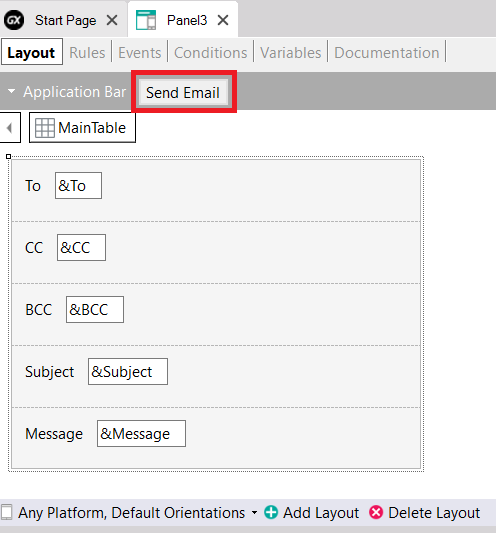 GX Start Page Panel3
Layout Rules Events Conditions Variables Documentation
Application Bar Send Email
MainTable
To &To
CC &CC
BCC &BCC
Subject &Subject
Message &Message
Any Platform, Default Orientations Add Layout Delete Layout